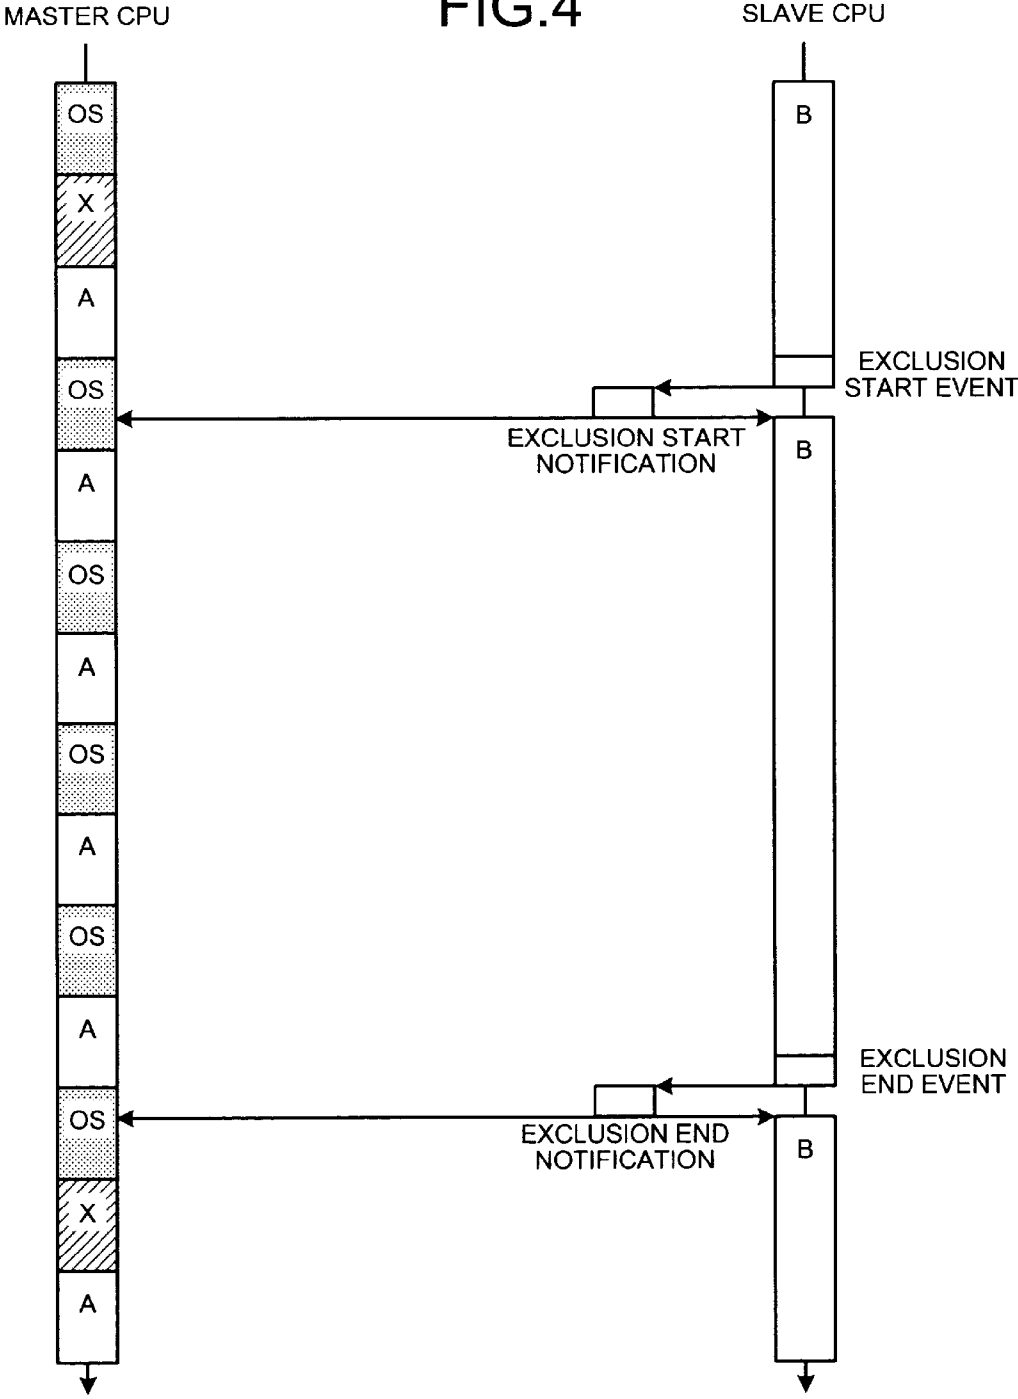 MASTER CPU
FIG.4
SLAVE CPU
OS
B
X
A
EXCLUSION
START EVENT
OS
EXCLUSION START
NOTIFICATION
B
A
OS
A
OS
A
OS
A
EXCLUSION
END EVENT
OS
EXCLUSION END
NOTIFICATION
B
X
A